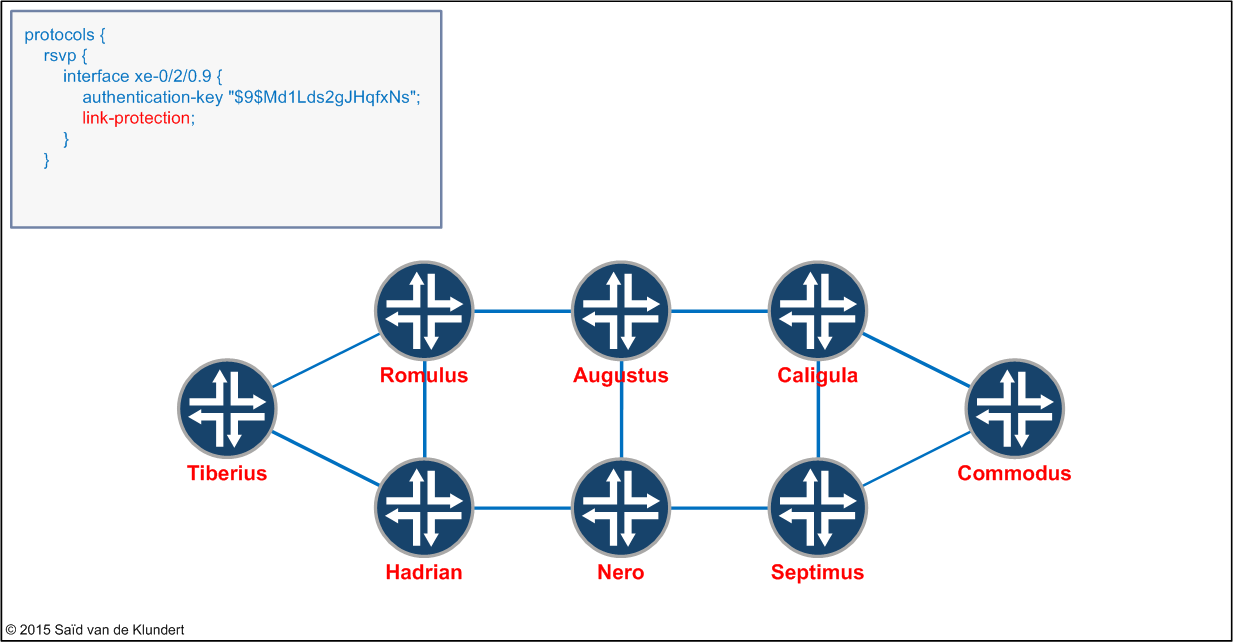 protocols {
rsvp {
interface xe-0/2/0.9 {
authentication-key "$9$Md1Lds2gJHqfxNs";
link-protection;
}
}
Romulus
Augustus
Caligula
Tiberius
Commodus
Hadrian
Nero
Septimus
© 2015 Saïd van de Klundert